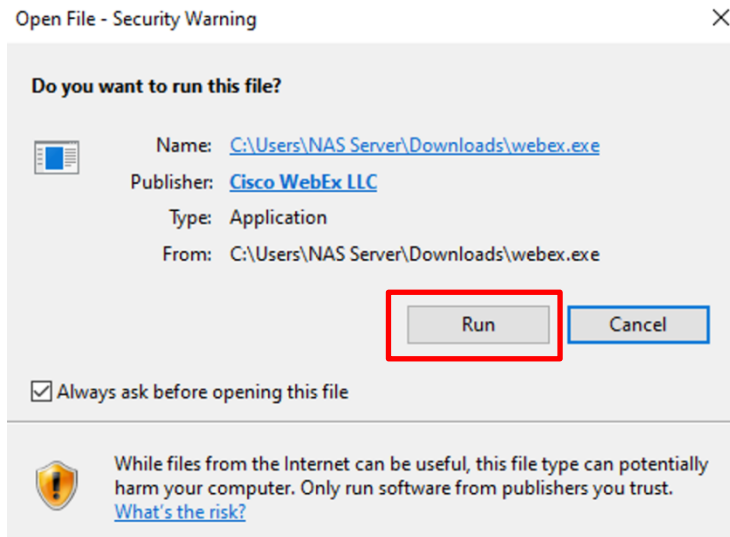 Open File - Security Warning
Do you want to run this file?
Name: C:\Users\NAS Server\Downloads\webex.exe
Publisher: Cisco WebEx LLC
Type: Application
From: C:\Users\NAS Server\Downloads\webex.exe
Run Cancel
Always ask before opening this file
While files from the Internet can be useful, this file type can potentially
harm your computer. Only run software from publishers you trust.
What's the risk?